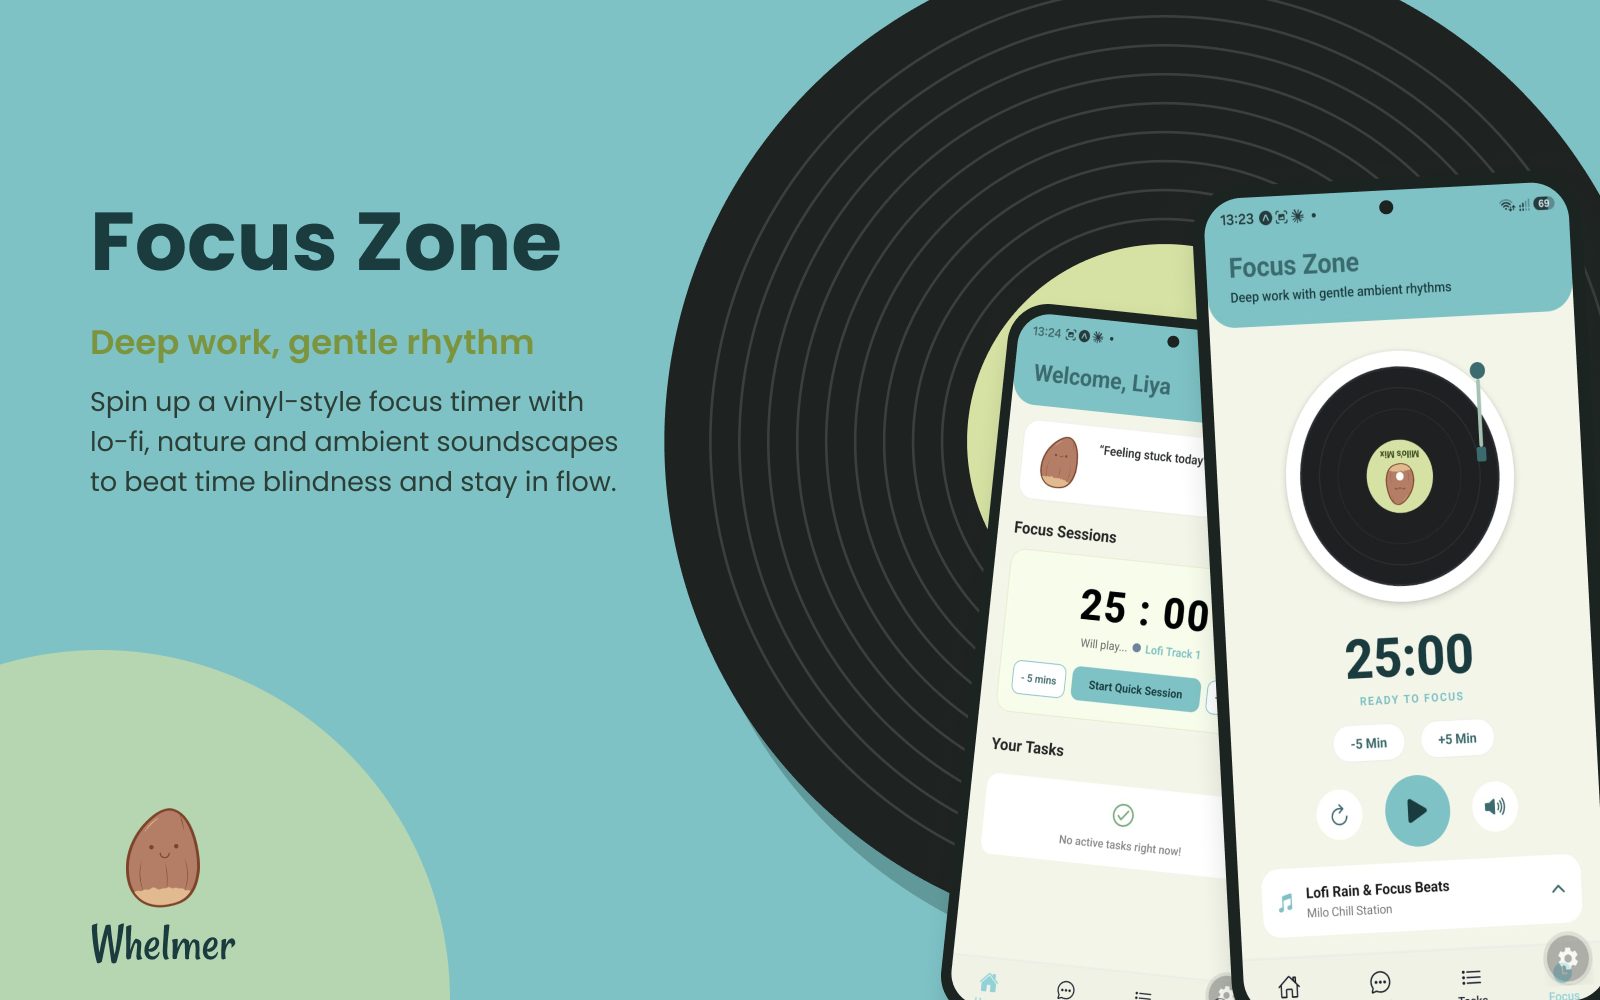 Focus Zone
Deep work, gentle rhythm
Spin up a vinyl-style focus timer with
lo-fi, nature and ambient soundscapes
to beat time blindness and stay in flow.
Whelmer
13:24
Welcome, Liya
“Feeling stuck today
Focus Sessions
25 : 00
Will play... Lofi Track 1
- 5 mins
Start Quick Session
Your Tasks
No active tasks right now!
13:23
69
Focus Zone
Deep work with gentle ambient rhythms
Milo's Mix
25:00
READY TO FOCUS
-5 Min
+5 Min
Lofi Rain & Focus Beats
Milo Chill Station
Tasks
Focus